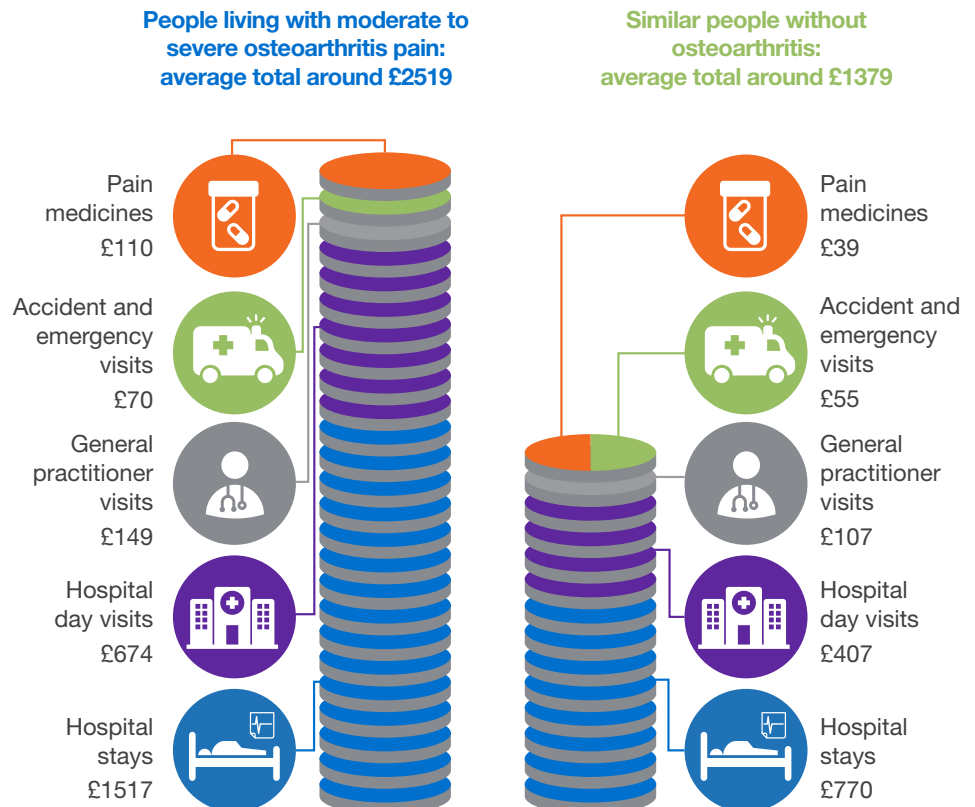 People living with moderate to
severe osteoarthritis pain:
average total around £2519
Similar people without
osteoarthritis:
average total around £1379
Pain
medicines
£110
Accident and
emergency
visits
£70
General
practitioner
visits
£149
Hospital
day visits
£674
Hospital
stays
£1517
Pain
medicines
£39
Accident and
emergency
visits
£55
General
practitioner
visits
£107
Hospital
day visits
£407
Hospital
stays
£770